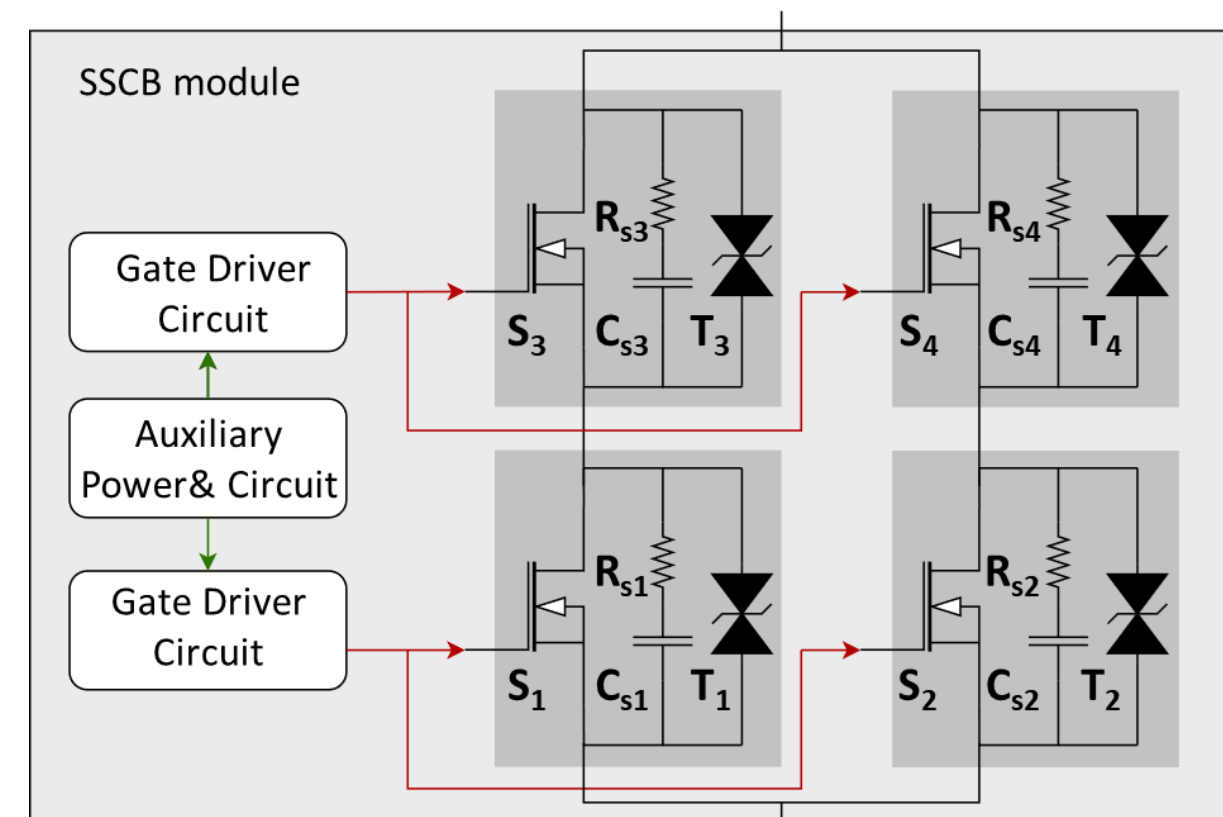 SSCB module
Gate Driver
Circuit
Auxiliary
Power& Circuit
Gate Driver
Circuit
Rs3
S3 Cs3 T3
Rs4
S4 Cs4 T4
Rs1
S1 Cs1 T1
Rs2
S2 Cs2 T2